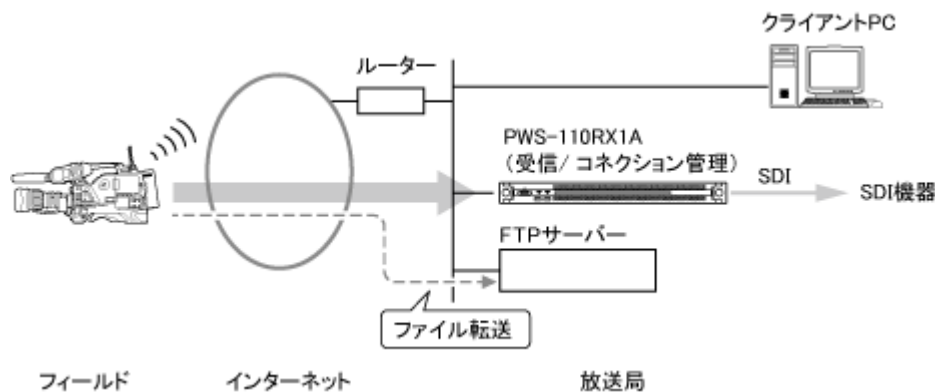 クライアントPC
ルーター
PWS-110RX1A
(受信/コネクション管理)
SDI
SDI機器
FTPサーバー
ファイル転送
フィールド
インターネット
放送局